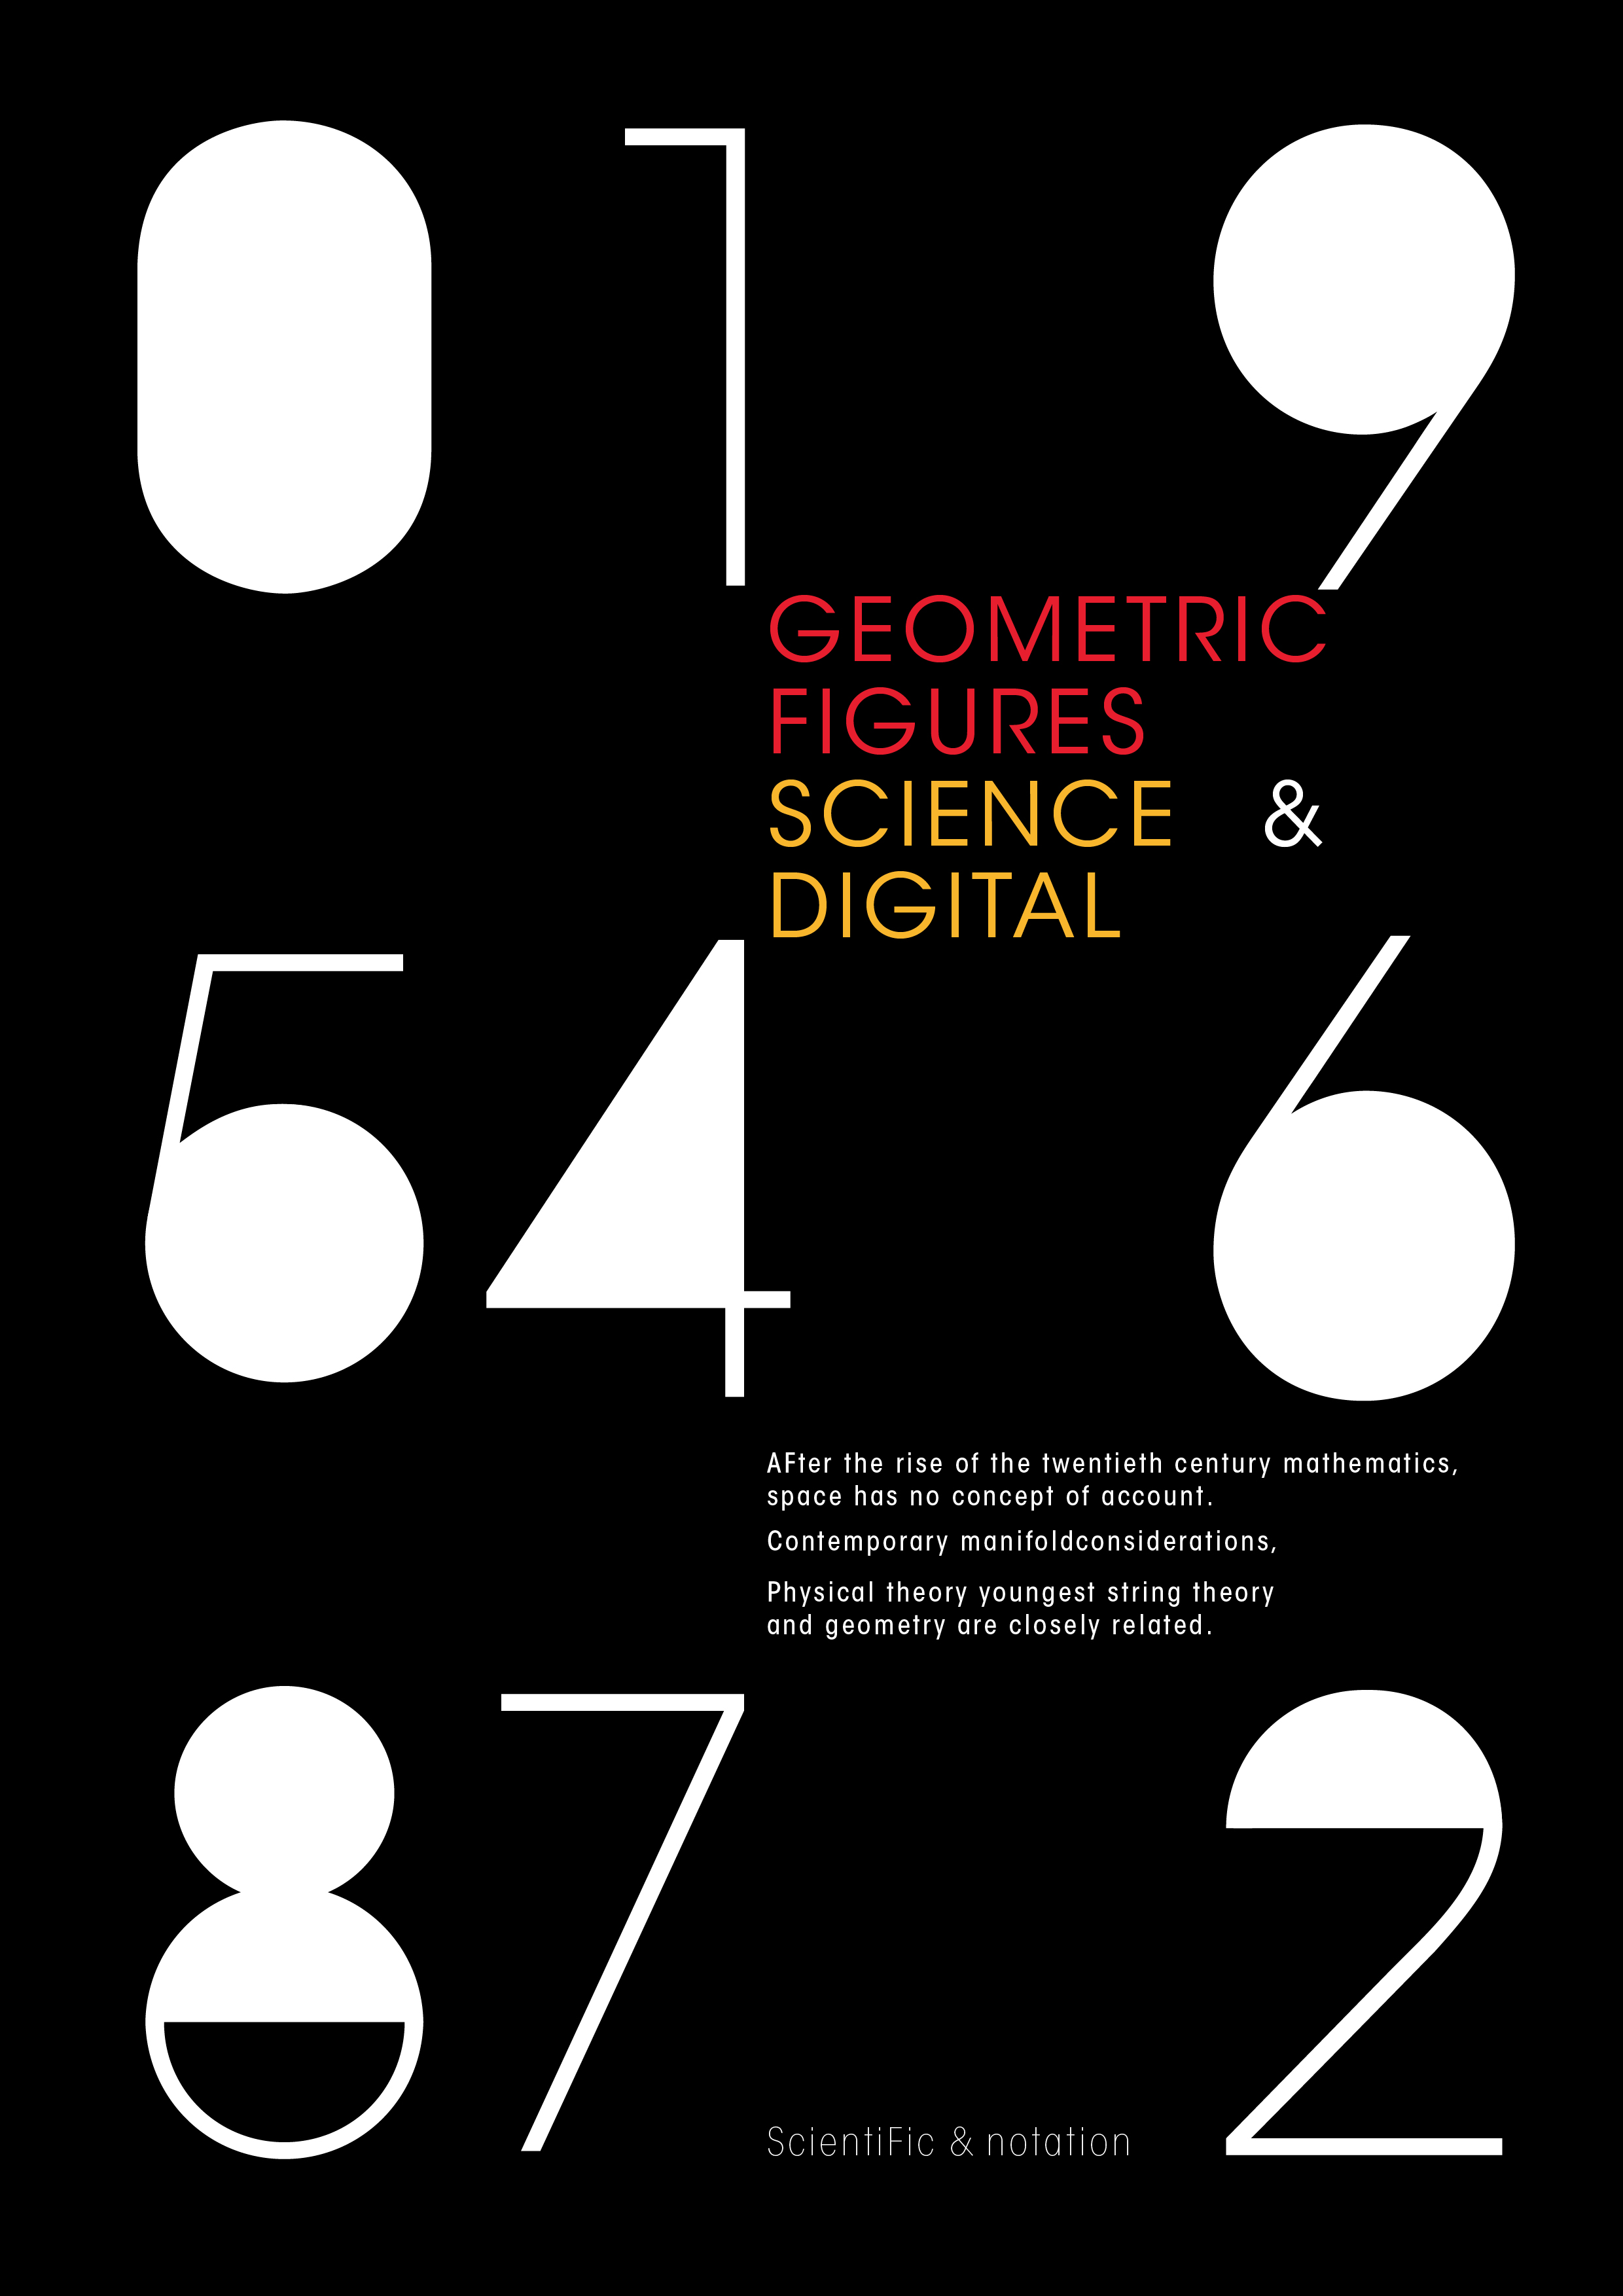 0 1 9
GEOMETRIC
FIGURES
SCIENCE &
DIGITAL
5 4 6
AFter the rise of the twentieth century mathematics,
space has no concept of account.
Contemporary manifoldconsiderations,
Physical theory youngest string theory
and geometry are closely related.
8 7 2
ScientiFic & notation